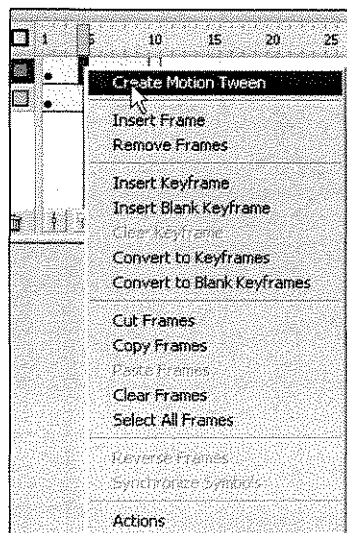 1 5 10 15 20 25
Create Motion Tween
Insert Frame
Remove Frames
Insert Keyframe
Insert Blank Keyframe
Clear Keyframe
Convert to Keyframes
Convert to Blank Keyframes
Cut Frames
Copy Frames
Paste Frames
Clear Frames
Select All Frames
Reverse Frames
Synchronize Symbols
Actions